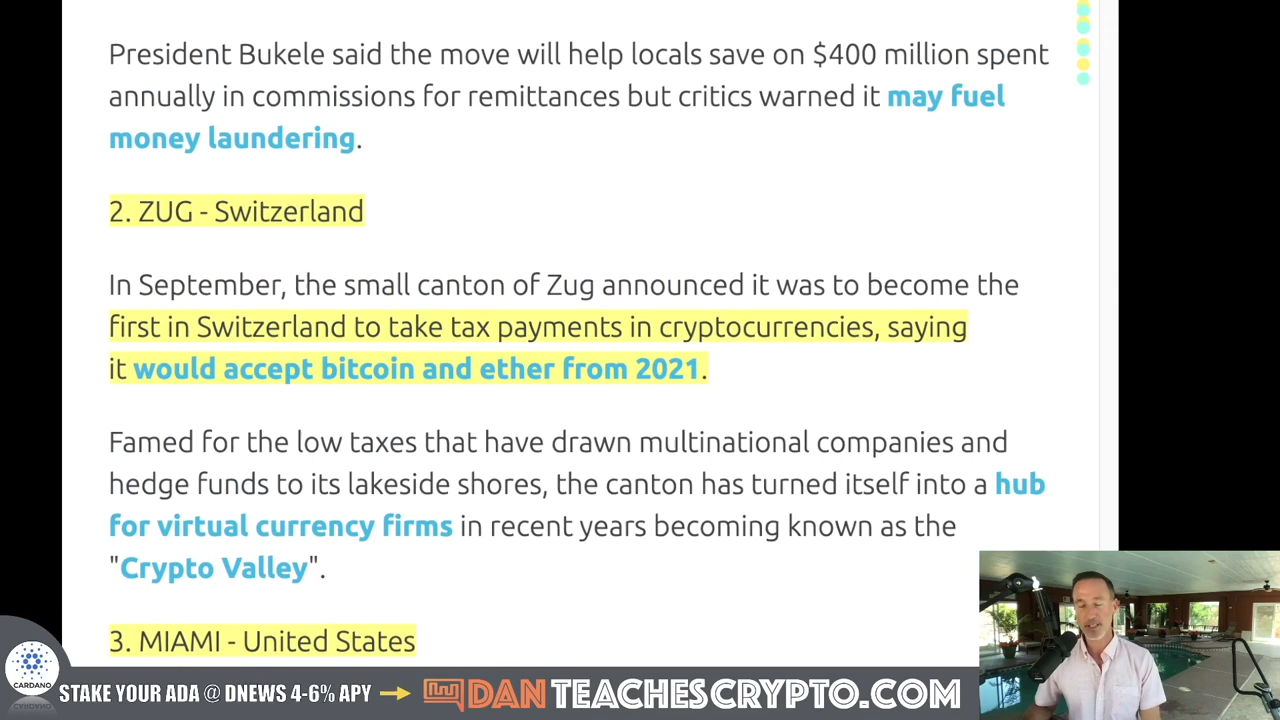 President Bukele said the move will help locals save on $400 million spent
annually in commissions for remittances but critics warned it may fuel
money laundering.
2. ZUG - Switzerland
In September, the small canton of Zug announced it was to become the
first in Switzerland to take tax payments in cryptocurrencies, saying
it would accept bitcoin and ether from 2021.
Famed for the low taxes that have drawn multinational companies and
hedge funds to its lakeside shores, the canton has turned itself into a hub
for virtual currency firms in recent years becoming known as the
"Crypto Valley".
3. MIAMI - United States
CARDANO
STAKE YOUR ADA @ DNEWS 4-6% APY
DANTEACHESCRYPTO.COM